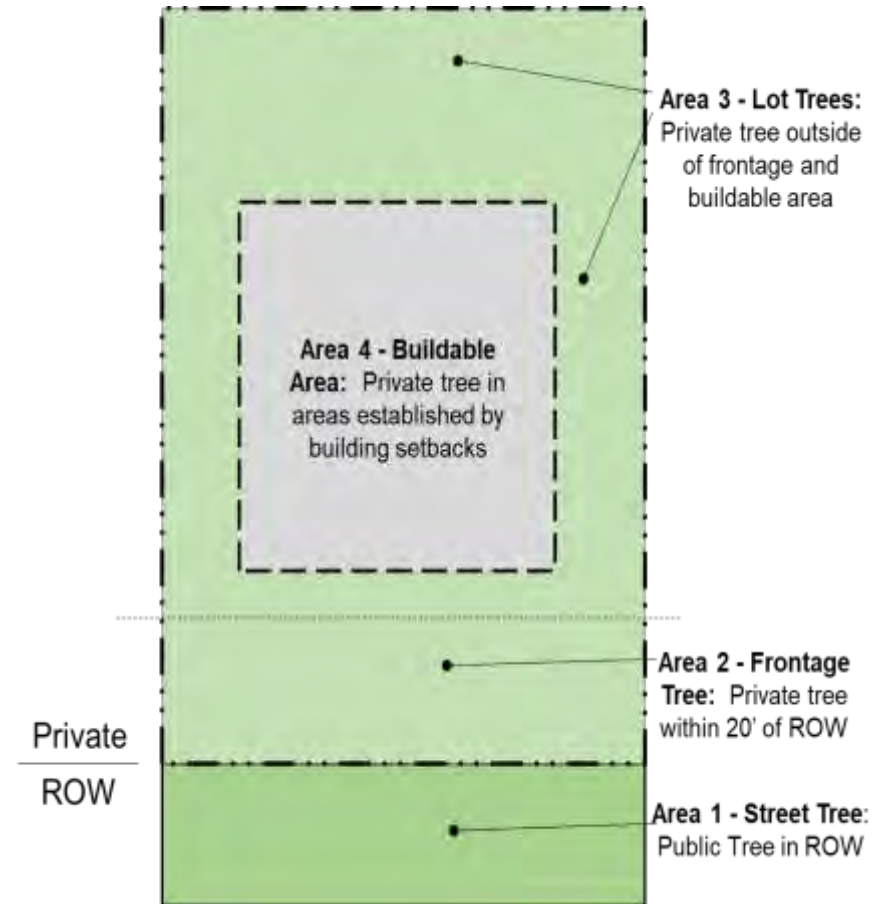 Area 3 - Lot Trees:
Private tree outside
of frontage and
buildable area
Area 4 - Buildable
Area: Private tree in
areas established by
building setbacks
Area 2 - Frontage
Tree: Private tree
within 20' of ROW
Private
ROW
Area 1 - Street Tree:
Public Tree in ROW